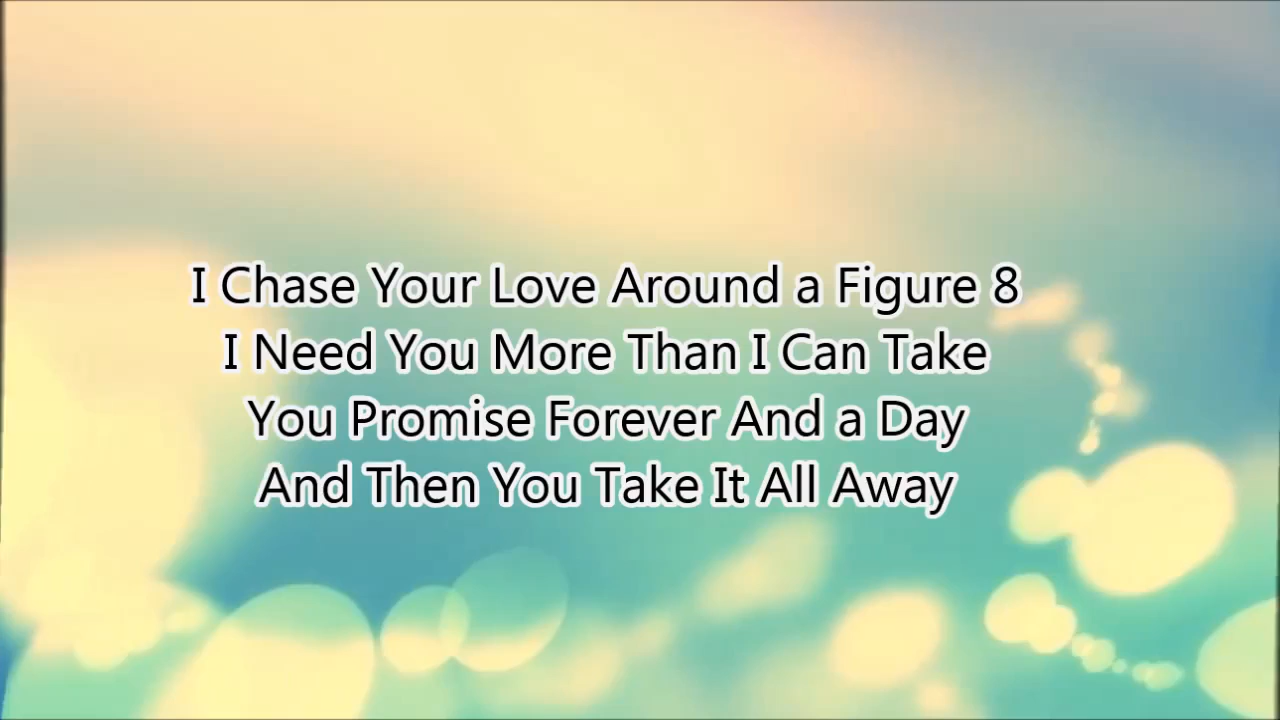 I Chase Your Love Around a Figure 8
I Need You More Than I Can Take
You Promise Forever And a Day
And Then You Take It All Away